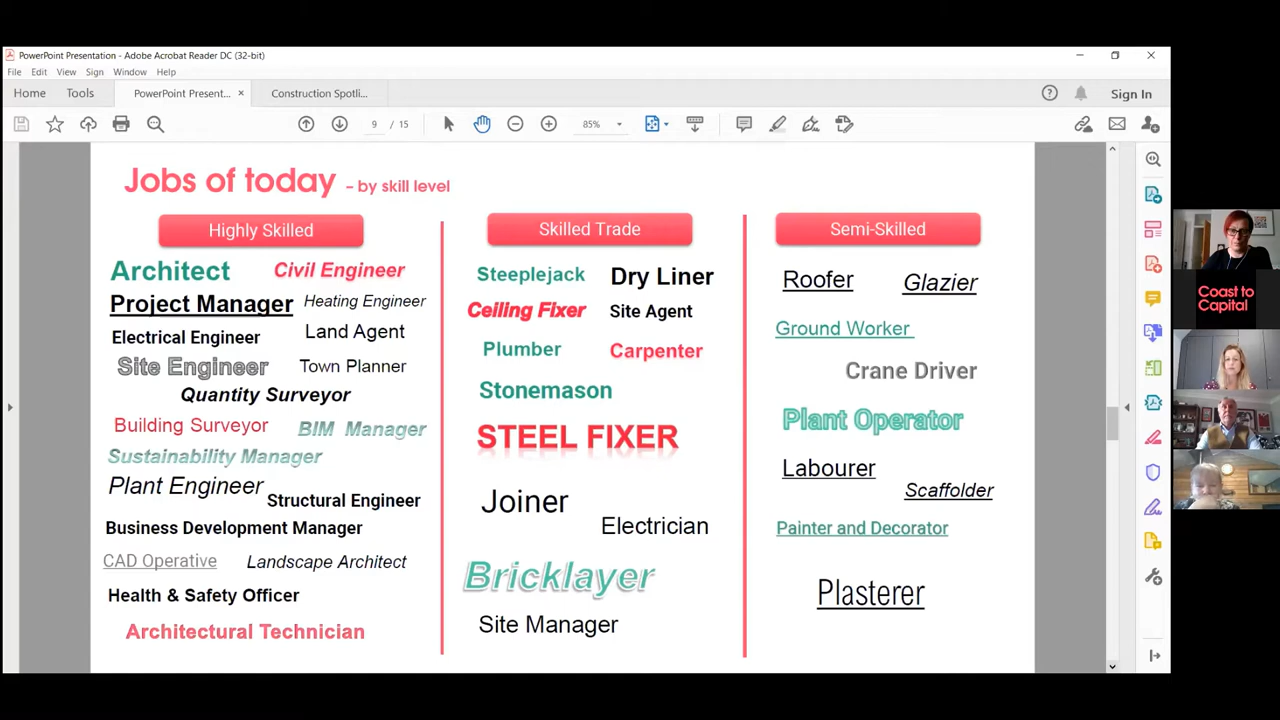 PowerPoint Presentation - Adobe Acrobat Reader DC (32-bit)
File Edit View Sign Window Help
Home Tools PowerPoint Present... × Construction Spotli... Sign In
9 / 15 85%
Jobs of today - by skill level
Highly Skilled
Architect Civil Engineer
Project Manager Heating Engineer
Electrical Engineer Land Agent
Site Engineer Town Planner
Quantity Surveyor
Building Surveyor BIM Manager
Sustainability Manager
Plant Engineer Structural Engineer
Business Development Manager
CAD Operative Landscape Architect
Health & Safety Officer
Architectural Technician
Skilled Trade
Steeplejack Dry Liner
Ceiling Fixer Site Agent
Plumber Carpenter
Stonemason
STEEL FIXER
Joiner
Electrician
Bricklayer
Site Manager
Semi-Skilled
Roofer Glazier
Ground Worker
Crane Driver
Plant Operator
Labourer
Scaffolder
Painter and Decorator
Plasterer
Coast to
Capital